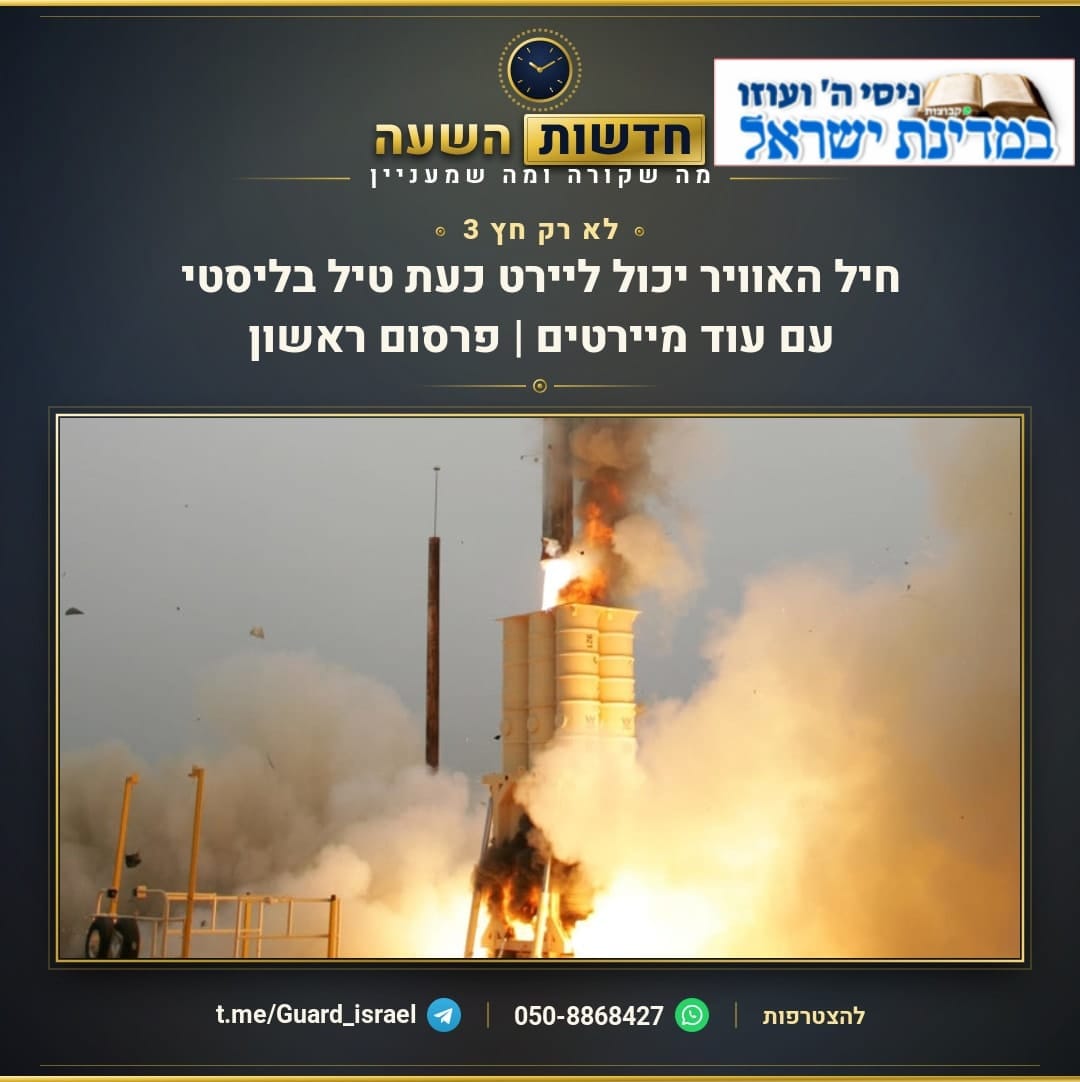 ניסי ה' ועוזו
קבוצות
במדינת ישראל
חדשות השעה
מה שקורה ומה שמעניין
לא רק חץ 3
חיל האוויר יכול ליירט כעת טיל בליסטי
עם עוד מיירטים | פרסום ראשון
להצטרפות | 050-8868427 | t.me/Guard_israel